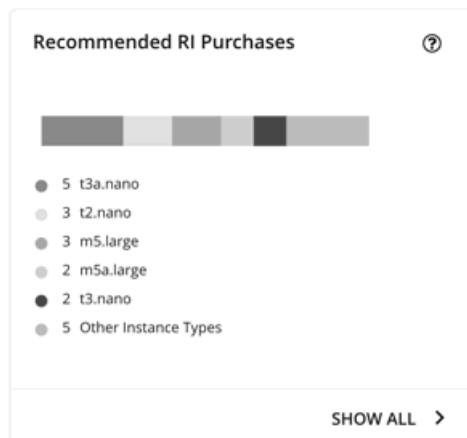 Recommended RI Purchases
5 t3a.nano
3 t2.nano
3 m5.large
2 m5a.large
2 t3.nano
5 Other Instance Types
SHOW ALL